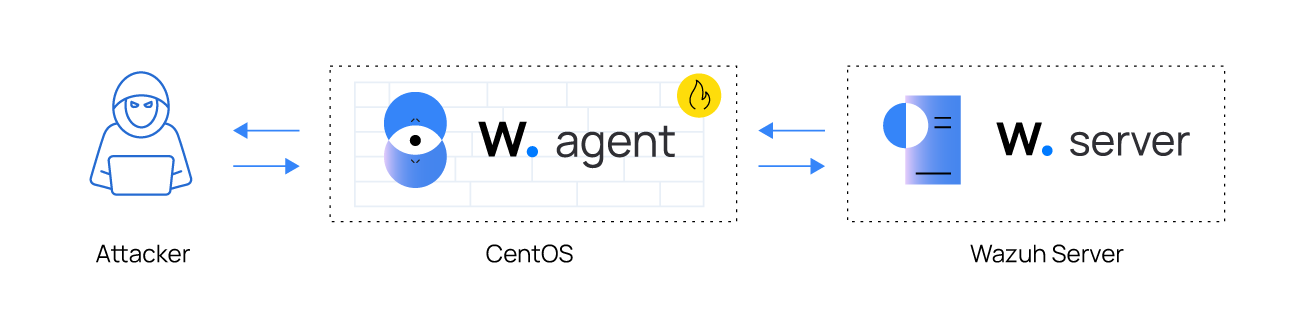 W. agent
W. server
Attacker
CentOS
Wazuh Server